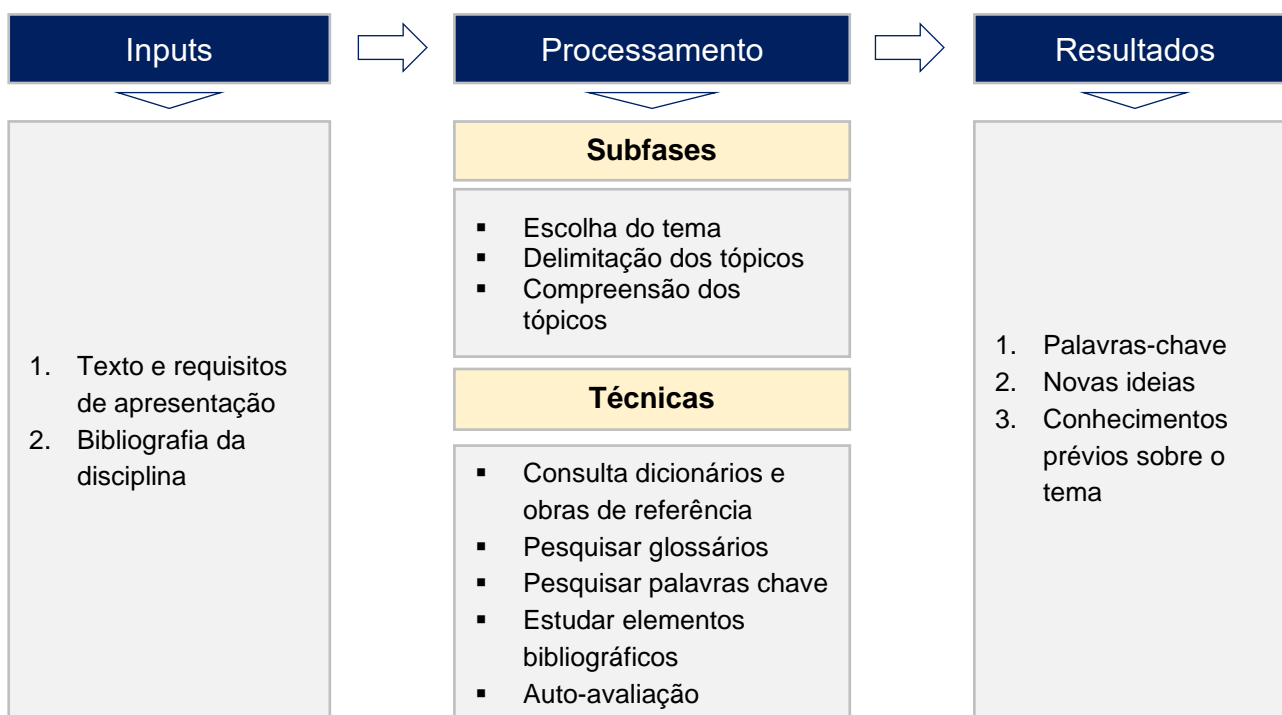 Inputs
Processamento
Resultados
1. Texto e requisitos
de apresentação
2. Bibliografia da
disciplina
Subfases
▪ Escolha do tema
▪ Delimitação dos tópicos
▪ Compreensão dos
tópicos
Técnicas
▪ Consulta dicionários e
obras de referência
▪ Pesquisar glossários
▪ Pesquisar palavras chave
▪ Estudar elementos
bibliográficos
▪ Auto-avaliação
1. Palavras-chave
2. Novas ideias
3. Conhecimentos
prévios sobre o
tema